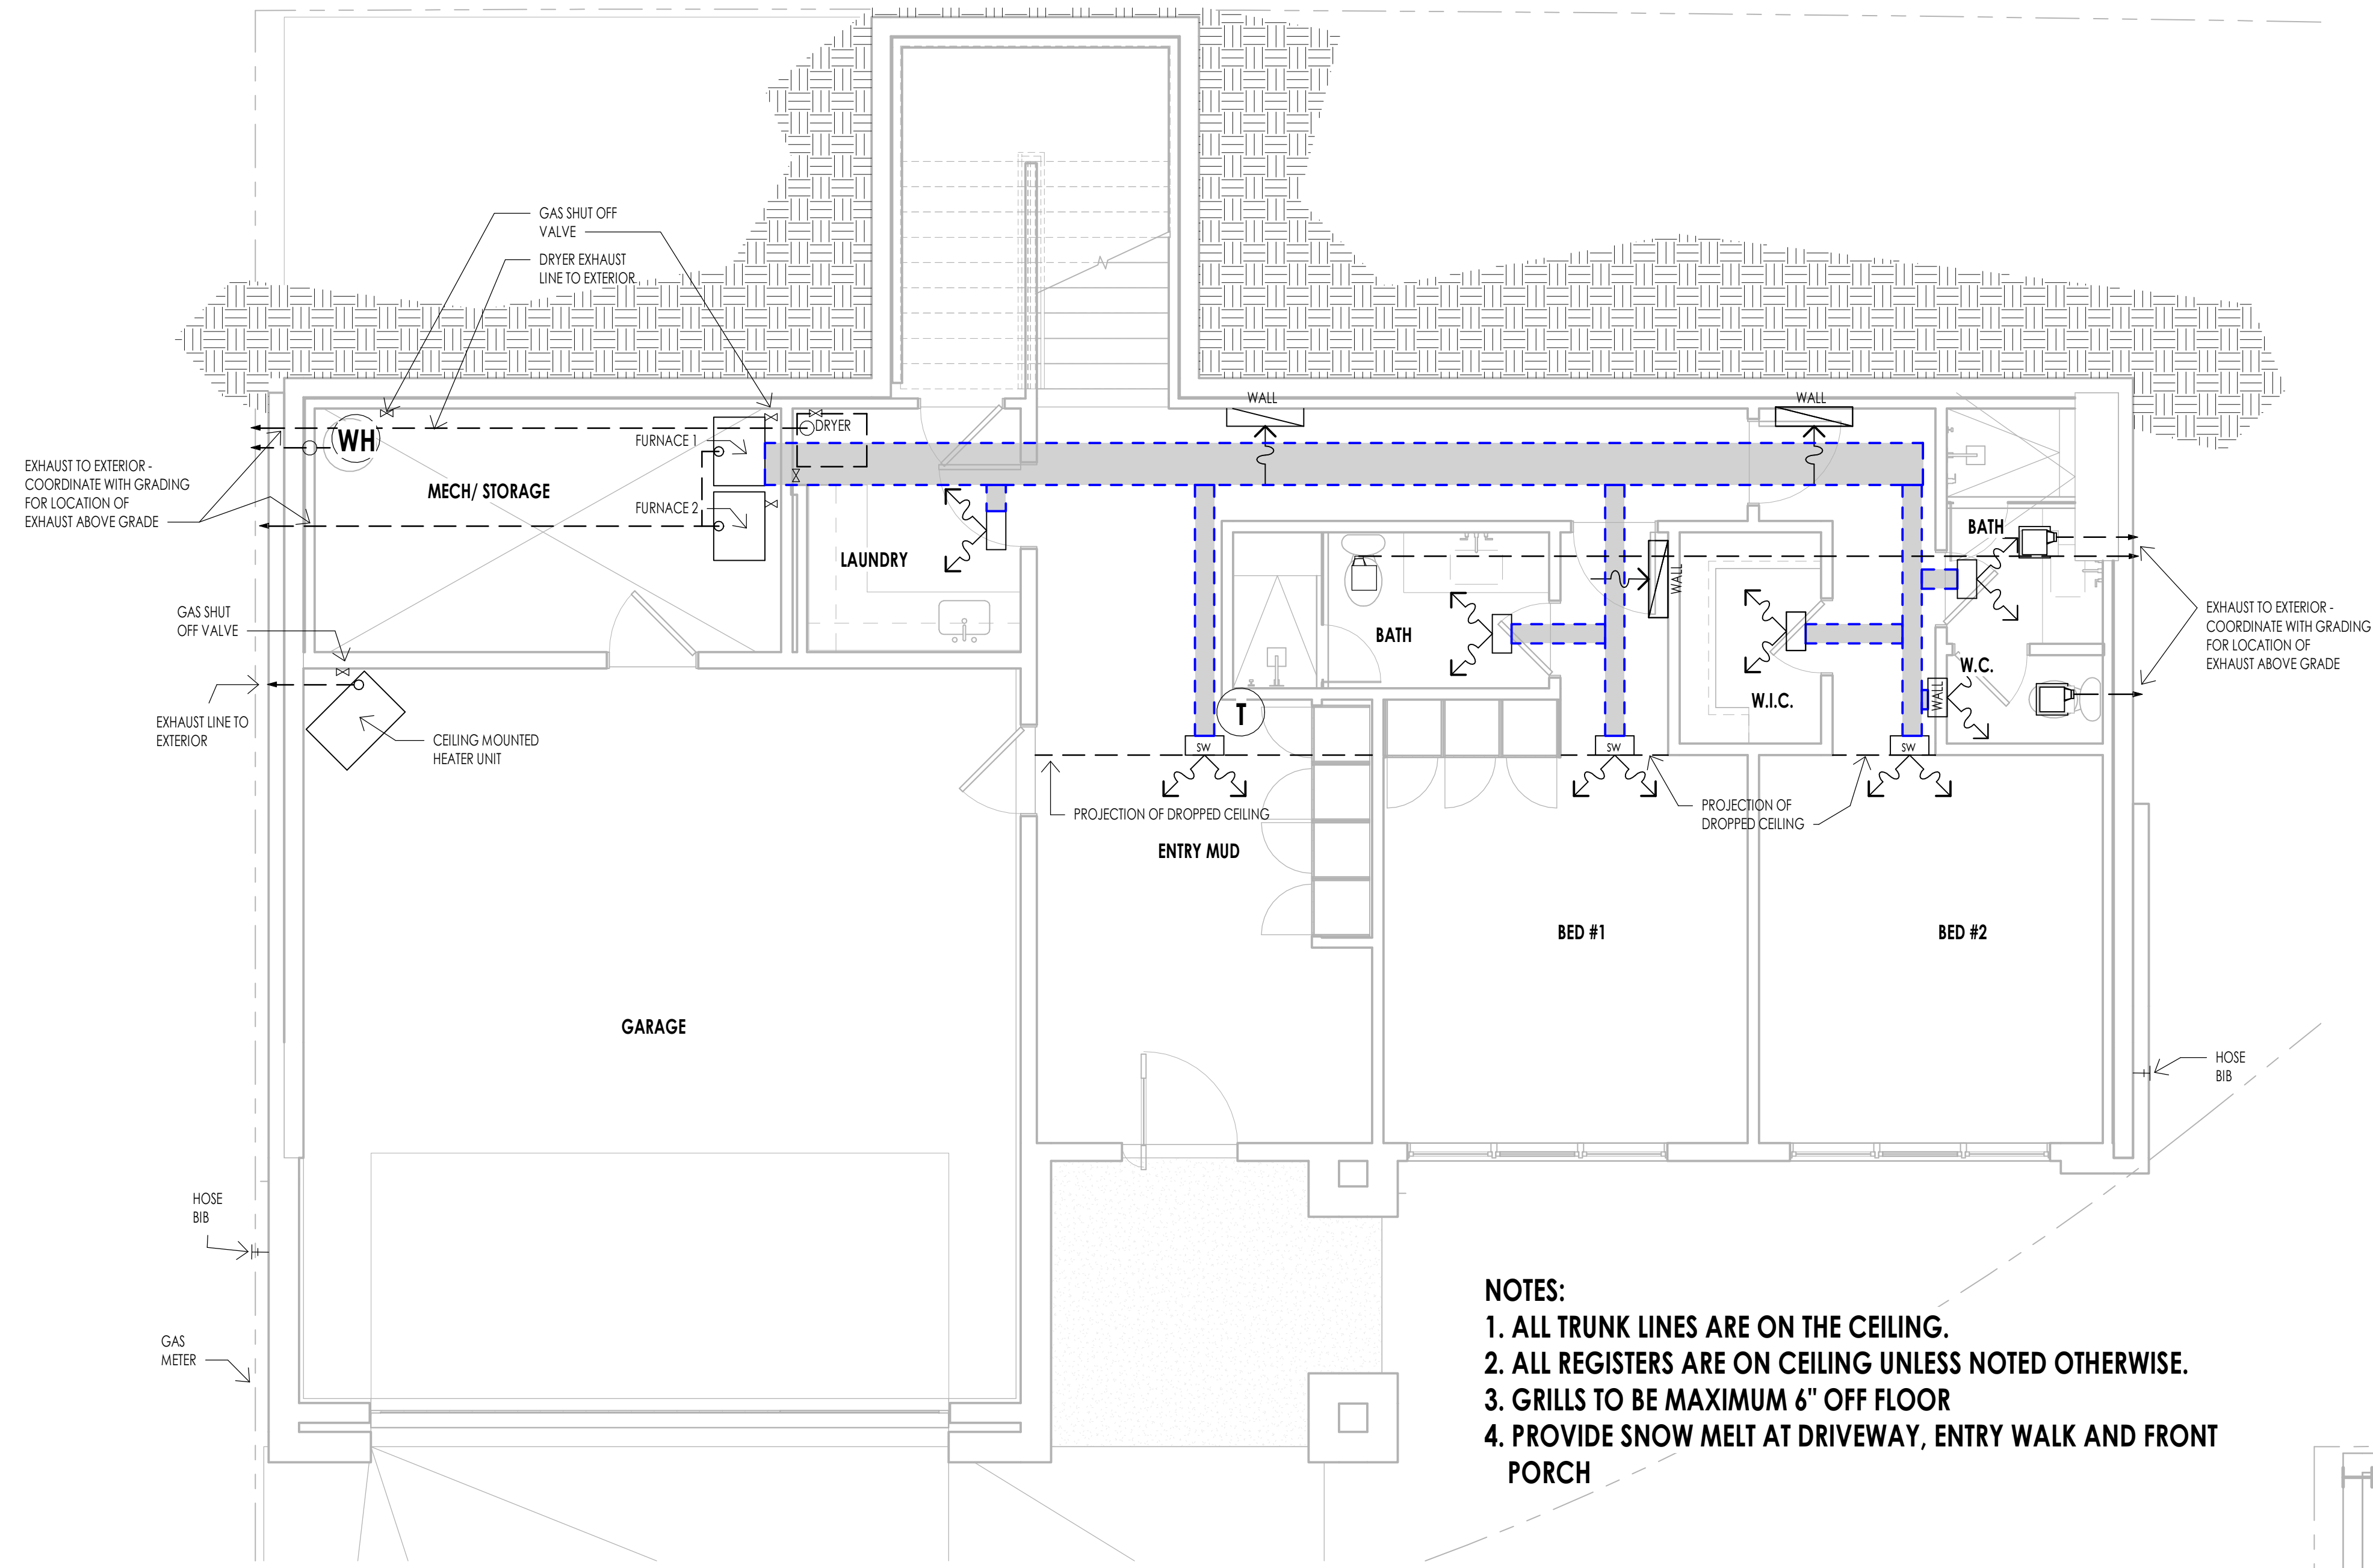 GAS SHUT OFF
VALVE
DRYER EXHAUST
LINE TO EXTERIOR
WALL
WALL
WH
FURNACE 1
DRYER
EXHAUST TO EXTERIOR -
COORDINATE WITH GRADING
FOR LOCATION OF
EXHAUST ABOVE GRADE
MECH/ STORAGE
FURNACE 2
LAUNDRY
BATH
WALL
BATH
GAS SHUT
OFF VALVE
EXHAUST TO EXTERIOR -
COORDINATE WITH GRADING
FOR LOCATION OF
EXHAUST ABOVE GRADE
W.C.
WALL
W.I.C.
T
EXHAUST LINE TO
EXTERIOR
CEILING MOUNTED
HEATER UNIT
SW
SW
SW
PROJECTION OF DROPPED CEILING
PROJECTION OF
DROPPED CEILING
ENTRY MUD
BED #1
BED #2
GARAGE
HOSE
BIB
HOSE
BIB
GAS
METER
NOTES:
1. ALL TRUNK LINES ARE ON THE CEILING.
2. ALL REGISTERS ARE ON CEILING UNLESS NOTED OTHERWISE.
3. GRILLS TO BE MAXIMUM 6" OFF FLOOR
4. PROVIDE SNOW MELT AT DRIVEWAY, ENTRY WALK AND FRONT
PORCH